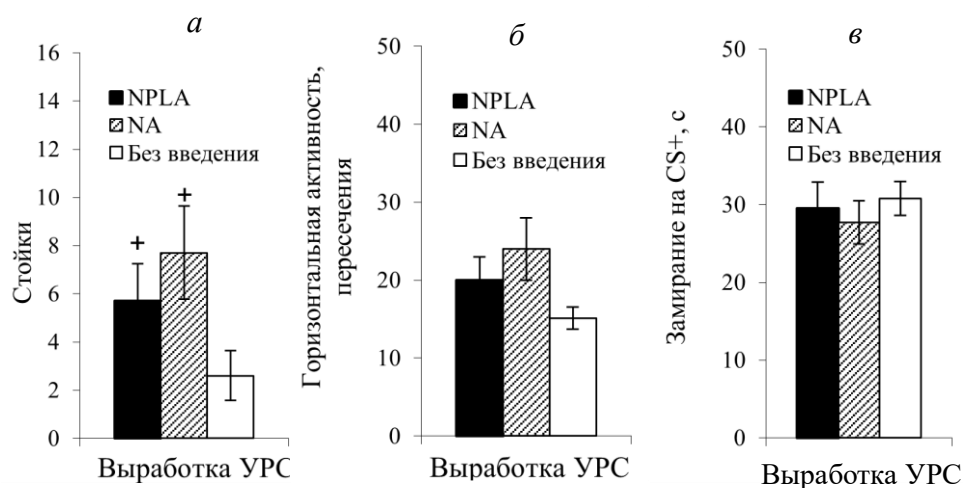 а
Стойки
16
14
12
10
8
6
4
2
0
NPLA
NA
Без введения
+
+
Выработка УРС
б
Горизонтальная активность,
пересечения
50
40
30
20
10
0
NPLA
NA
Без введения
Выработка УРС
в
Замирание на CS+, с
50
40
30
20
10
0
NPLA
NA
Без введения
Выработка УРС